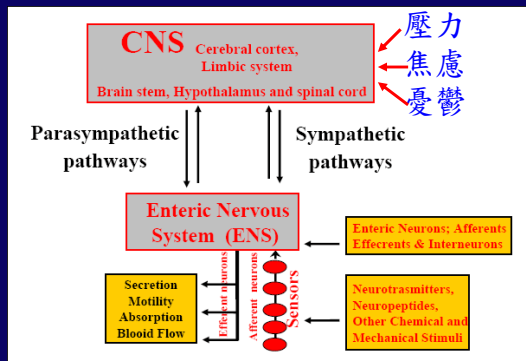 CNS Cerebral cortex,
Limbic system
Brain stem, Hypothalamus and spinal cord
壓力
焦慮
憂鬱
Parasympathetic
pathways
Sympathetic
pathways
Enteric Nervous
System (ENS)
Enteric Neurons; Afferents
Effecrents & Interneurons
Efferent neurons
Afferent neurons
Sensors
Secretion
Motility
Absorption
Blooid Flow
Neurotrasmitters,
Neuropeptides,
Other Chemical and
Mechanical Stimuli